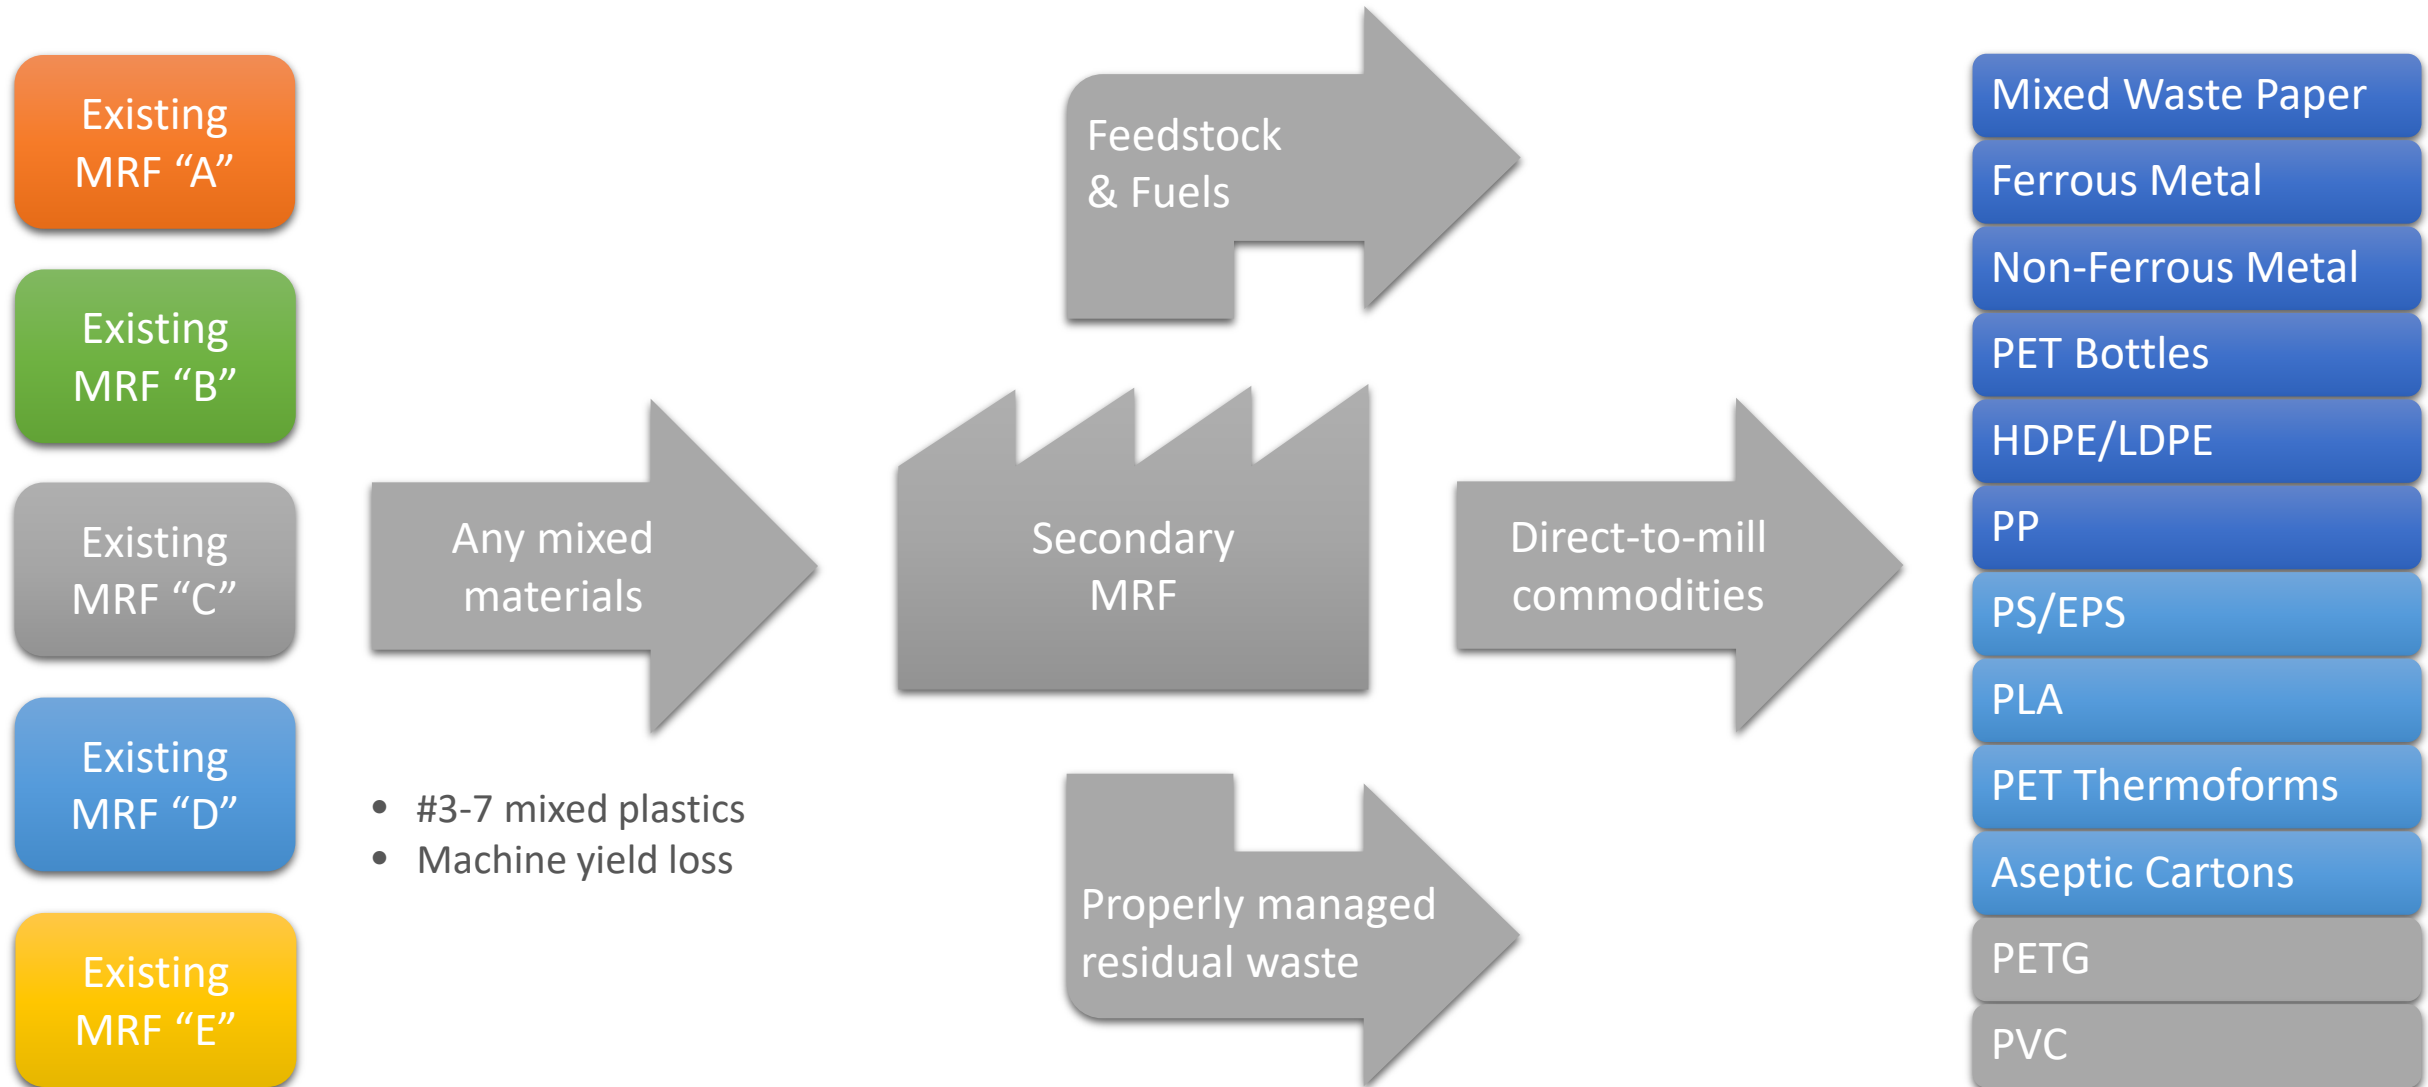 Existing
MRF “A”
Existing
MRF “B”
Existing
MRF “C”
Existing
MRF “D”
Existing
MRF “E”
Any mixed
materials
• #3-7 mixed plastics
• Machine yield loss
Feedstock
& Fuels
Secondary
MRF
Properly managed
residual waste
Direct-to-mill
commodities
Mixed Waste Paper
Ferrous Metal
Non-Ferrous Metal
PET Bottles
HDPE/LDPE
PP
PS/EPS
PLA
PET Thermoforms
Aseptic Cartons
PETG
PVC